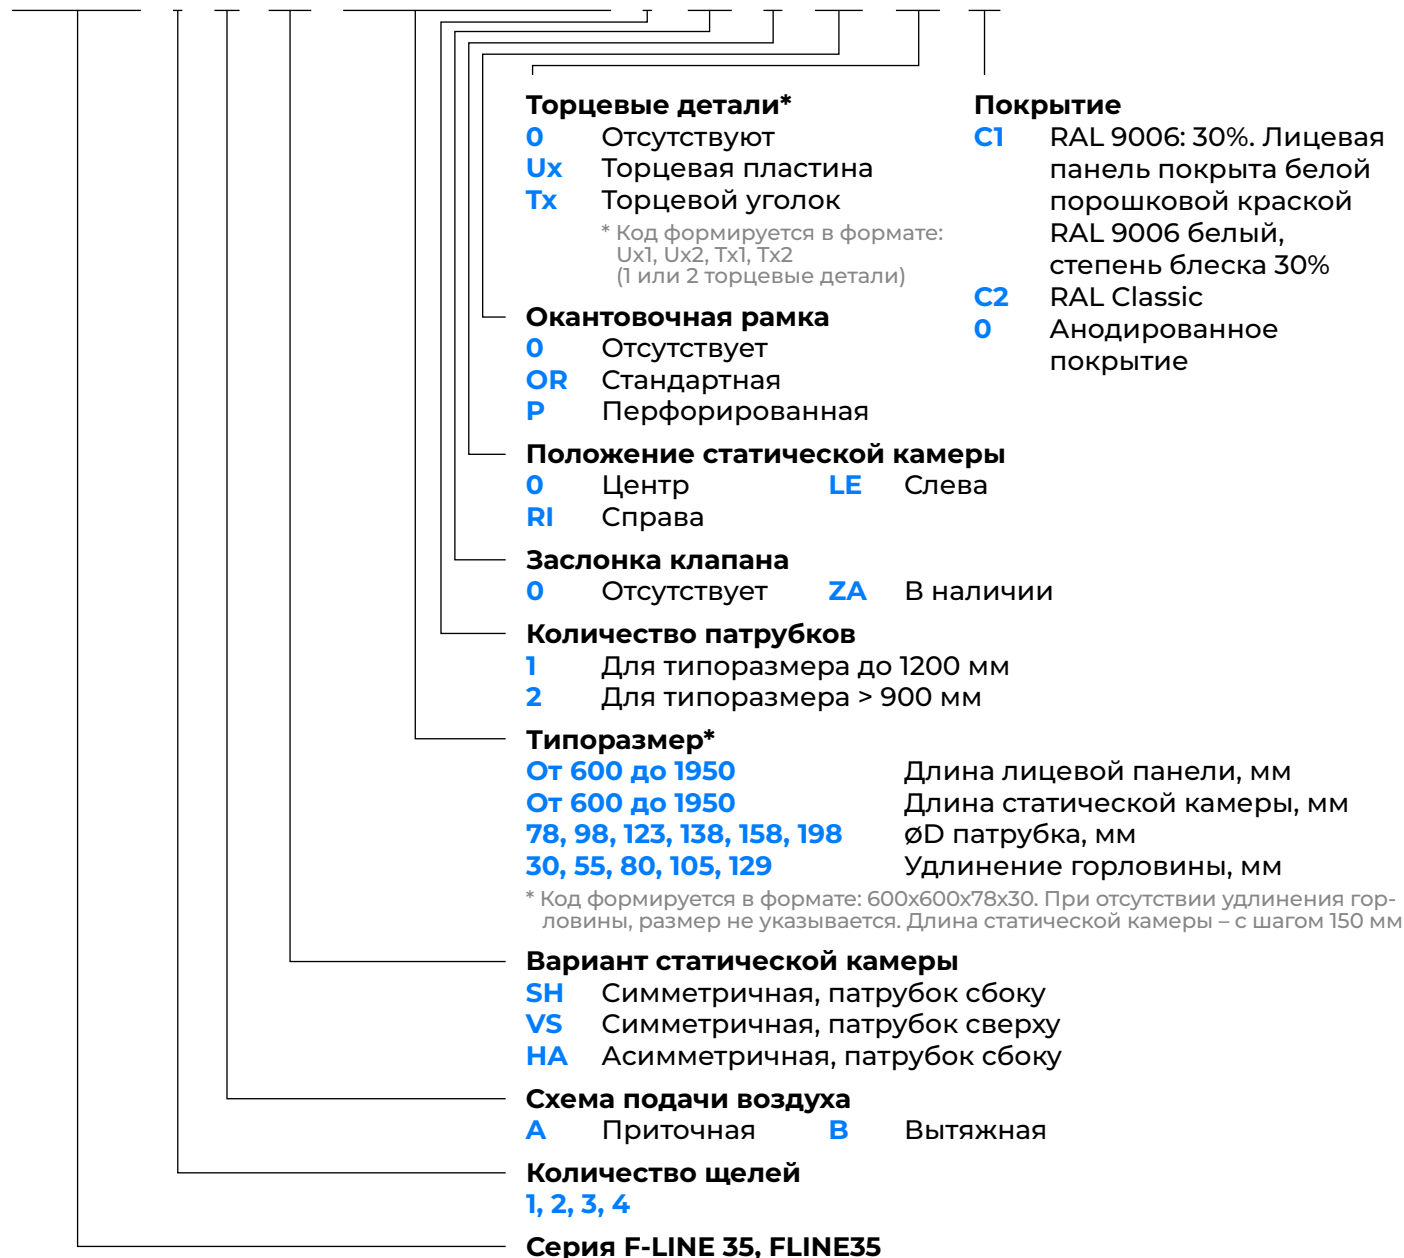 Торцевые детали*
0 Отсутствуют
Ux Торцевая пластина
Tx Торцевой уголок
* Код формируется в формате:
Ux1, Ux2, Tx1, Tx2
(1 или 2 торцевые детали)
Покрытие
C1 RAL 9006: 30%. Лицевая
панель покрыта белой
порошковой краской
RAL 9006 белый,
степень блеска 30%
C2 RAL Classic
0 Анодированное
покрытие
Окантовочная рамка
0 Отсутствует
OR Стандартная
P Перфорированная
Положение статической камеры
0 Центр LE Слева
RI Справа
Заслонка клапана
0 Отсутствует ZA В наличии
Количество патрубков
1 Для типоразмера до 1200 мм
2 Для типоразмера > 900 мм
Типоразмер*
От 600 до 1950 Длина лицевой панели, мм
От 600 до 1950 Длина статической камеры, мм
78, 98, 123, 138, 158, 198 øD патрубка, мм
30, 55, 80, 105, 129 Удлинение горловины, мм
* Код формируется в формате: 600x600x78x30. При отсутствии удлинения гор-
ловины, размер не указывается. Длина статической камеры – с шагом 150 мм
Вариант статической камеры
SH Симметричная, патрубок сбоку
VS Симметричная, патрубок сверху
HA Асимметричная, патрубок сбоку
Схема подачи воздуха
A Приточная B Вытяжная
Количество щелей
1, 2, 3, 4
Серия F-LINE 35, FLINE35